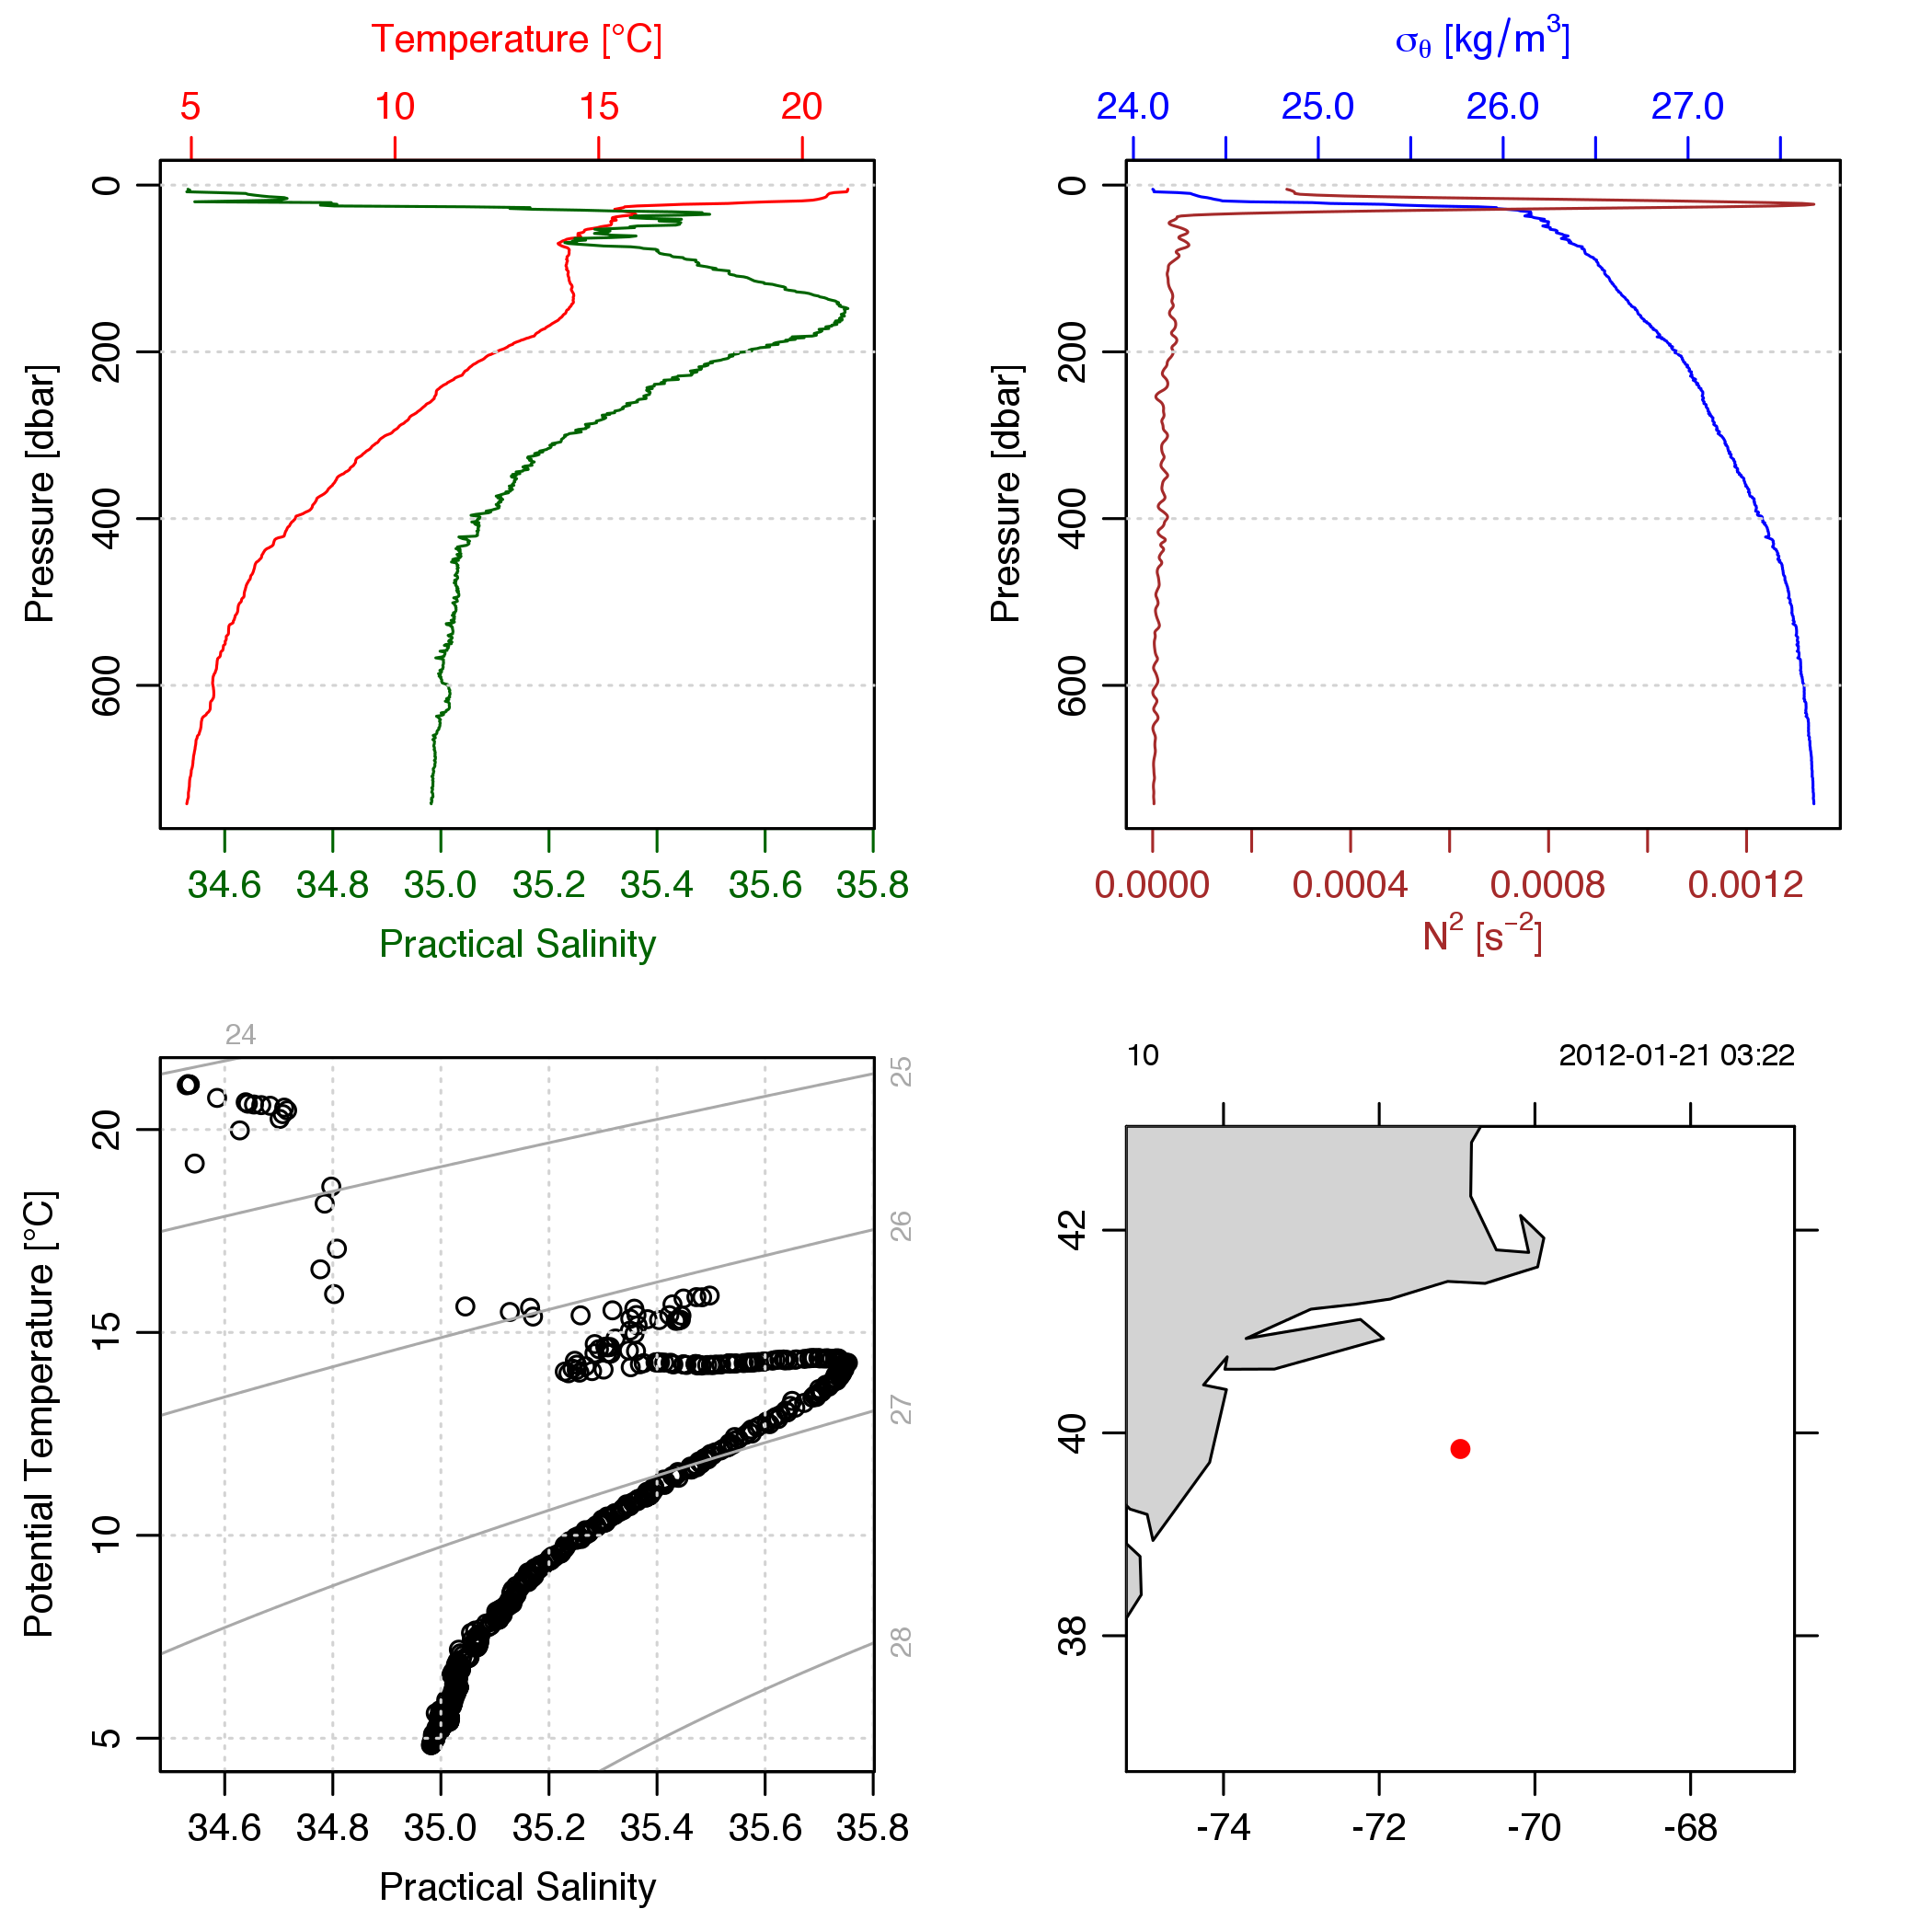 Temperature [°C]
5 10 15 20
Pressure [dbar]
0
200
400
600
34.6 34.8 35.0 35.2 35.4 35.6 35.8
Practical Salinity
σθ [kg/m³]
24.0 25.0 26.0 27.0
Pressure [dbar]
0
200
400
600
0.0000 0.0004 0.0008 0.0012
N² [s⁻²]
24
25
26
27
28
Potential Temperature [°C]
20
15
10
5
34.6 34.8 35.0 35.2 35.4 35.6 35.8
Practical Salinity
10 2012-01-21 03:22
42
40
38
-74 -72 -70 -68